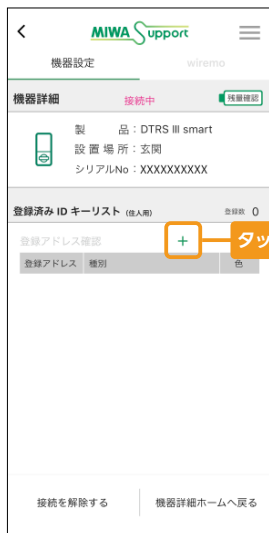 MIWA Support
機器設定 wiremo
機器詳細 接続中 残量確認
製 品：DTRS III smart
設置場所：玄関
シリアルNo：XXXXXXXXXX
登録済み ID キーリスト (住人用) 登録数 0
登録アドレス確認 +
タッ
登録アドレス 種別 色
接続を解除する 機器詳細ホームへ戻る